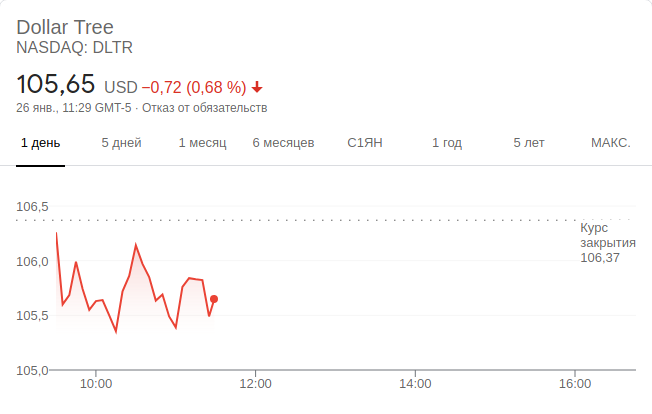 Dollar Tree
NASDAQ: DLTR
105,65 USD −0,72 (0,68 %)
26 янв., 11:29 GMT-5 · Отказ от обязательств
1 день 5 дней 1 месяц 6 месяцев С1ЯН 1 год 5 лет МАКС.
106,5
Курс
закрытия
106,37
106,0
105,5
105,0
10:00 12:00 14:00 16:00